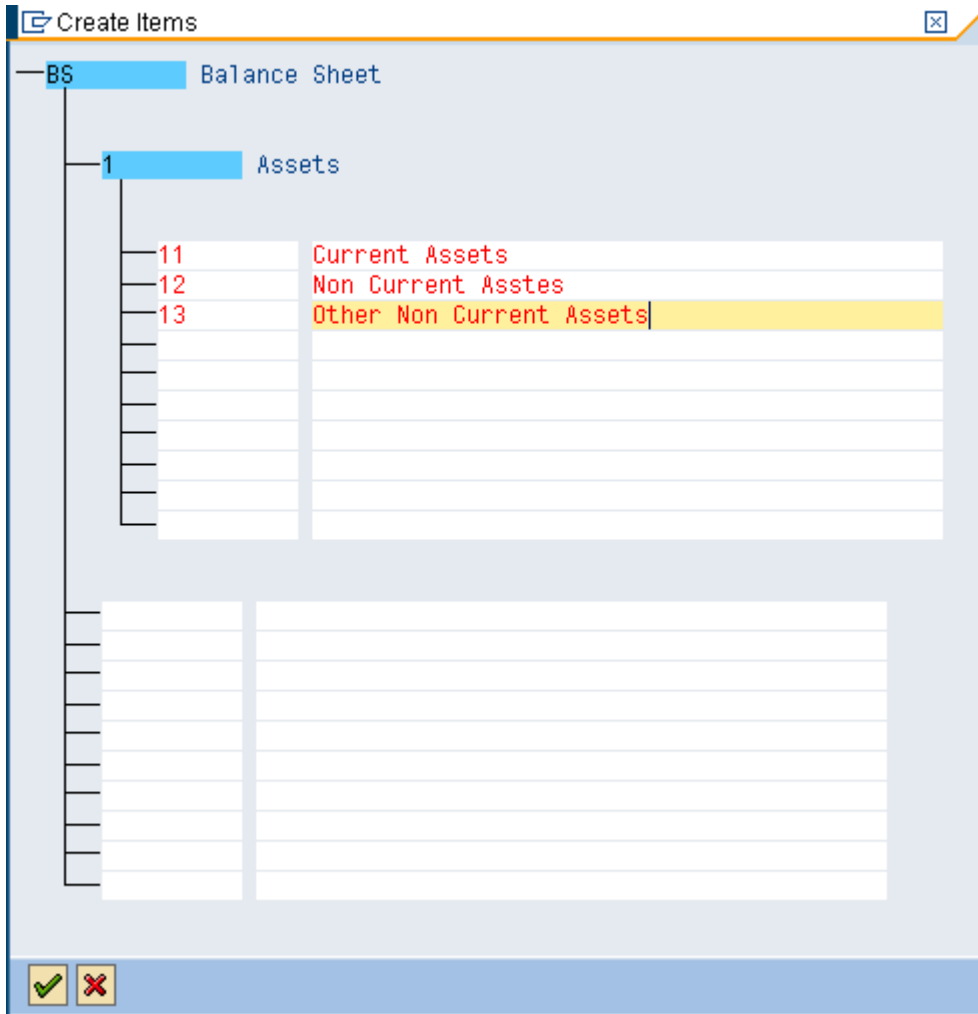 Create Items
BS Balance Sheet
1 Assets
11 Current Assets
12 Non Current Asstes
13 Other Non Current Assets